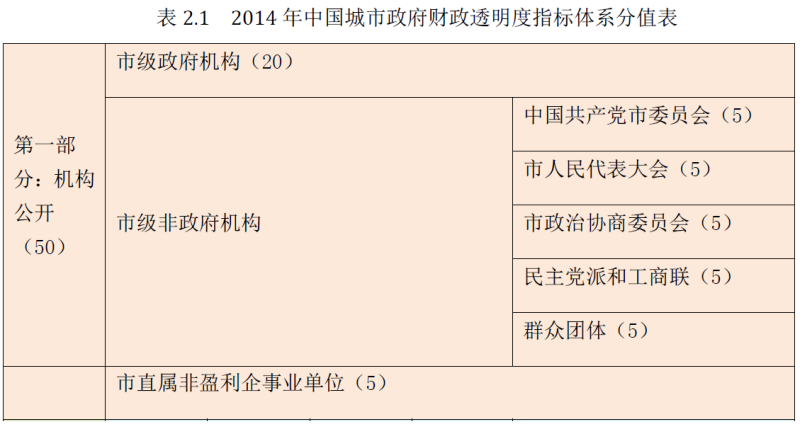 表 2.1 2014 年中国城市政府财政透明度指标体系分值表
市级政府机构（20）
第一部
分：机构
公开
（50）
市级非政府机构
中国共产党市委员会（5）
市人民代表大会（5）
市政治协商委员会（5）
民主党派和工商联（5）
群众团体（5）
市直属非盈利企事业单位（5）